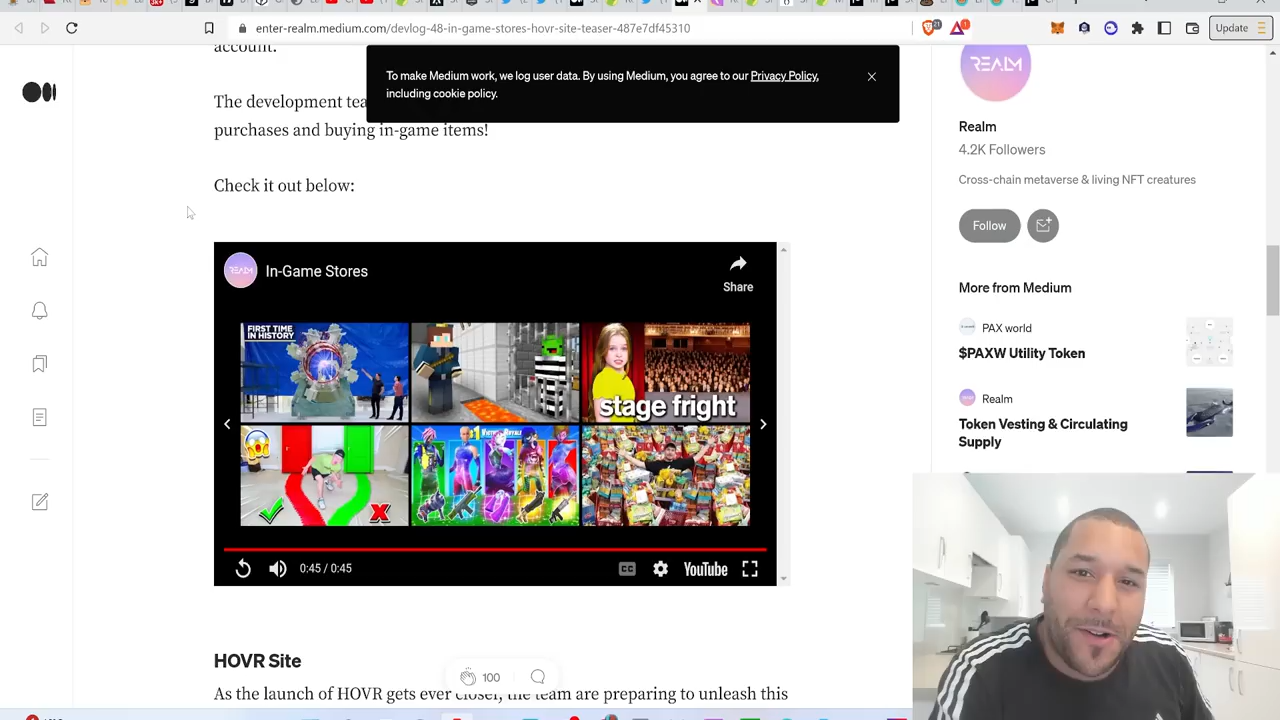 enter-realm.medium.com/devlog-48-in-game-stores-hovr-site-teaser-487e7df45310
21
1
Update
account.
To make Medium work, we log user data. By using Medium, you agree to our Privacy Policy,
including cookie policy.
The development tea
purchases and buying in-game items!
Check it out below:
REALM
In-Game Stores
Share
FIRST TIME
IN HISTORY
stage fright
0:45 / 0:45
CC
YouTube
HOVR Site
100
As the launch of HOVR gets ever closer, the team are preparing to unleash this
REALM
Realm
4.2K Followers
Cross-chain metaverse & living NFT creatures
Follow
More from Medium
PAX world
$PAXW Utility Token
Realm
Token Vesting & Circulating
Supply